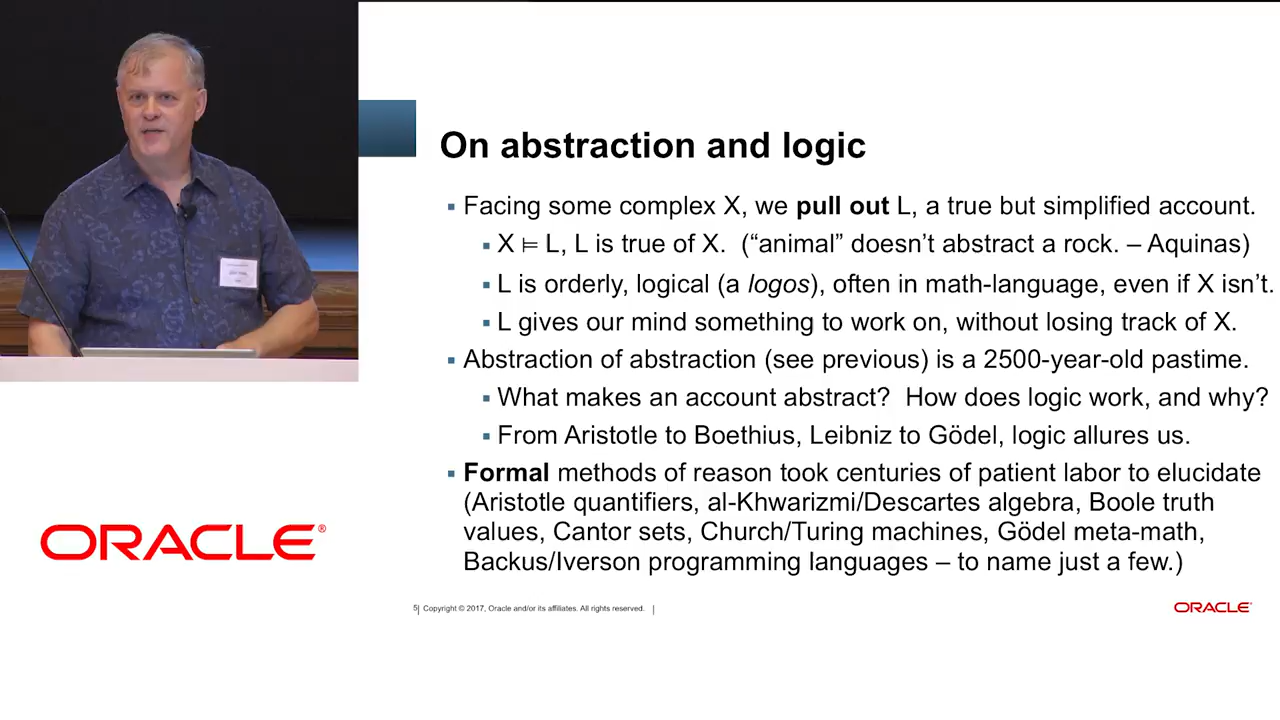 On abstraction and logic
▪ Facing some complex X, we pull out L, a true but simplified account.
▪ X ⊨ L, L is true of X. (“animal” doesn’t abstract a rock. – Aquinas)
▪ L is orderly, logical (a logos), often in math-language, even if X isn’t.
▪ L gives our mind something to work on, without losing track of X.
▪ Abstraction of abstraction (see previous) is a 2500-year-old pastime.
▪ What makes an account abstract? How does logic work, and why?
▪ From Aristotle to Boethius, Leibniz to Gödel, logic allures us.
▪ Formal methods of reason took centuries of patient labor to elucidate
(Aristotle quantifiers, al-Khwarizmi/Descartes algebra, Boole truth
values, Cantor sets, Church/Turing machines, Gödel meta-math,
Backus/Iverson programming languages – to name just a few.)
ORACLE®
5| Copyright © 2017, Oracle and/or its affiliates. All rights reserved. |
ORACLE®